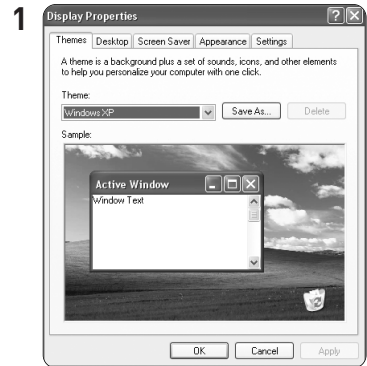 1
Display Properties
Themes Desktop Screen Saver Appearance Settings
A theme is a background plus a set of sounds, icons, and other elements
to help you personalize your computer with one click.
Theme:
Windows XP Save As... Delete
Sample:
Active Window
Window Text
OK Cancel Apply